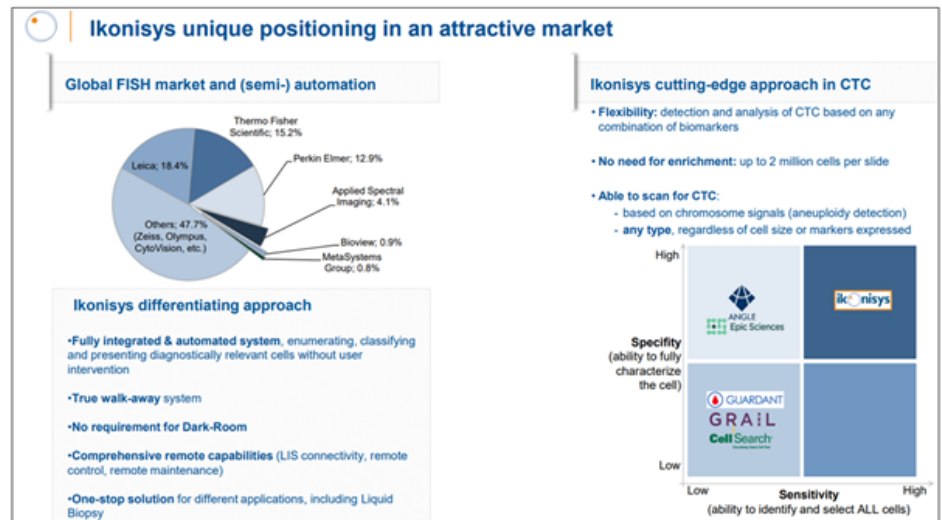 Ikonisys unique positioning in an attractive market
Global FISH market and (semi-) automation
Thermo Fisher
Scientific; 15.2%
Perkin Elmer; 12.9%
Leica; 18.4%
Applied Spectral
Imaging; 4.1%
Others; 47.7%
(Zeiss, Olympus,
CytoVision, etc.)
Bioview; 0.9%
MetaSystems
Group; 0.8%
Ikonisys differentiating approach
•Fully integrated & automated system, enumerating, classifying
and presenting diagnostically relevant cells without user
intervention
•True walk-away system
•No requirement for Dark-Room
•Comprehensive remote capabilities (LIS connectivity, remote
control, remote maintenance)
•One-stop solution for different applications, including Liquid
Biopsy
Ikonisys cutting-edge approach in CTC
• Flexibility: detection and analysis of CTC based on any
combination of biomarkers
• No need for enrichment: up to 2 million cells per slide
• Able to scan for CTC:
- based on chromosome signals (aneuploidy detection)
- any type, regardless of cell size or markers expressed
High
ANGLE
Epic Sciences
ikonisys
Specifity
(ability to fully
characterize
the cell)
GUARDANT
GRAIL
CellSearch
Low
Low
Sensitivity
High
(ability to identify and select ALL cells)